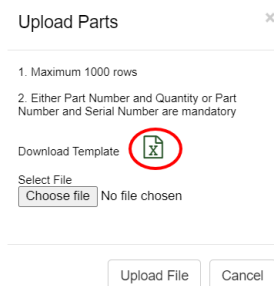 Upload Parts
×
1. Maximum 1000 rows
2. Either Part Number and Quantity or Part
Number and Serial Number are mandatory
Download Template X
Select File
Choose file No file chosen
Upload File Cancel